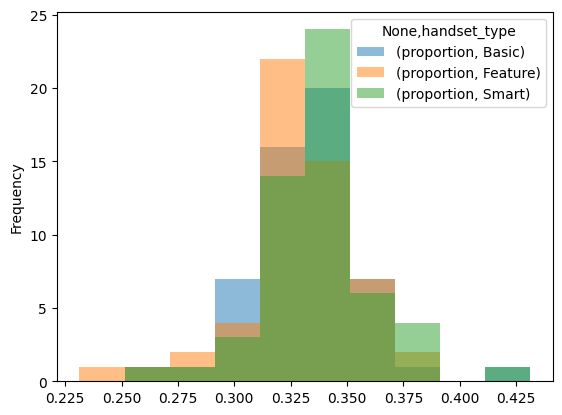 None,handset_type
(proportion, Basic)
(proportion, Feature)
(proportion, Smart)
Frequency
25
20
15
10
5
0
0.225 0.250 0.275 0.300 0.325 0.350 0.375 0.400 0.425